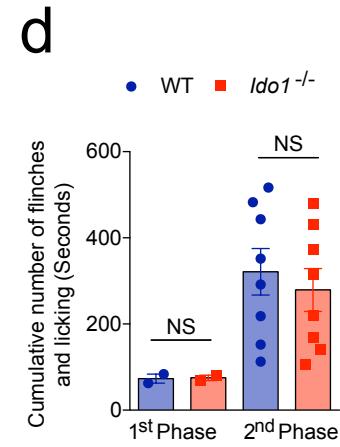 d
WT Ido1-/-
Cumulative number of flinches
and licking (Seconds)
600
400
200
0
NS
NS
1st Phase 2nd Phase